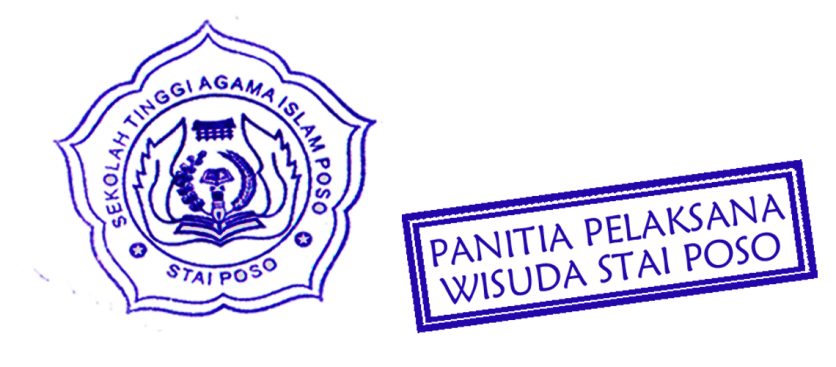 SEKOLAH TINGGI AGAMA ISLAM POSO
STAI POSO
PANITIA PELAKSANA
WISUDA STAI POSO